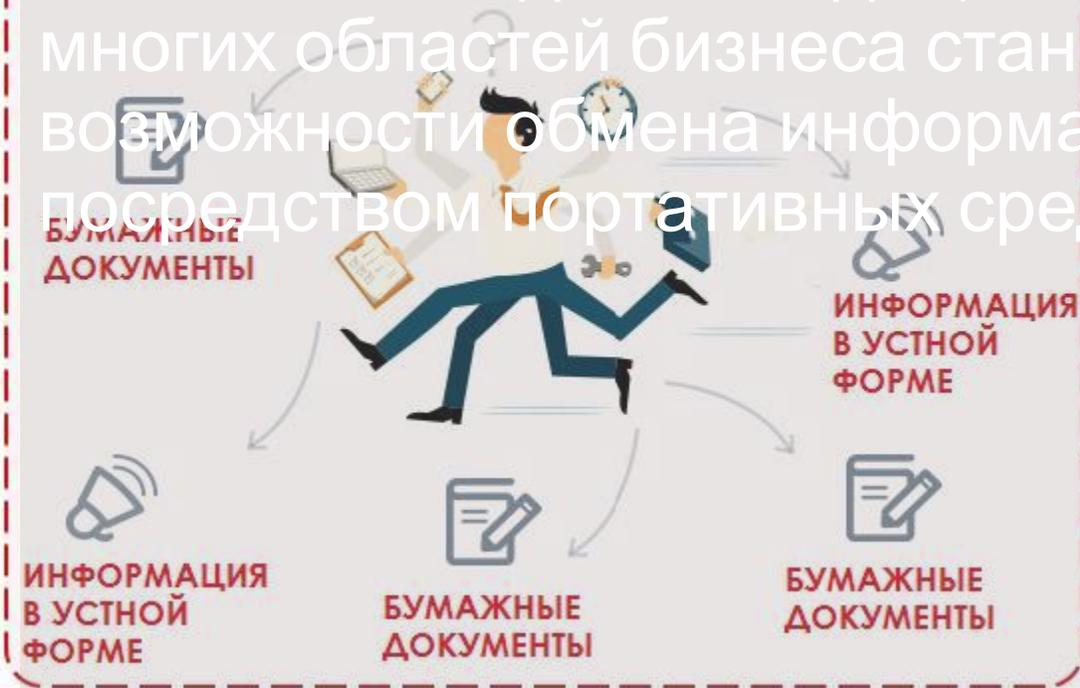 многих областей бизнеса стан
возможности обмена информа
посредством портативных сре
БУМАЖНЫЕ
ДОКУМЕНТЫ
ИНФОРМАЦИЯ
В УСТНОЙ
ФОРМЕ
ИНФОРМАЦИЯ
В УСТНОЙ
ФОРМЕ
БУМАЖНЫЕ
ДОКУМЕНТЫ
БУМАЖНЫЕ
ДОКУМЕНТЫ